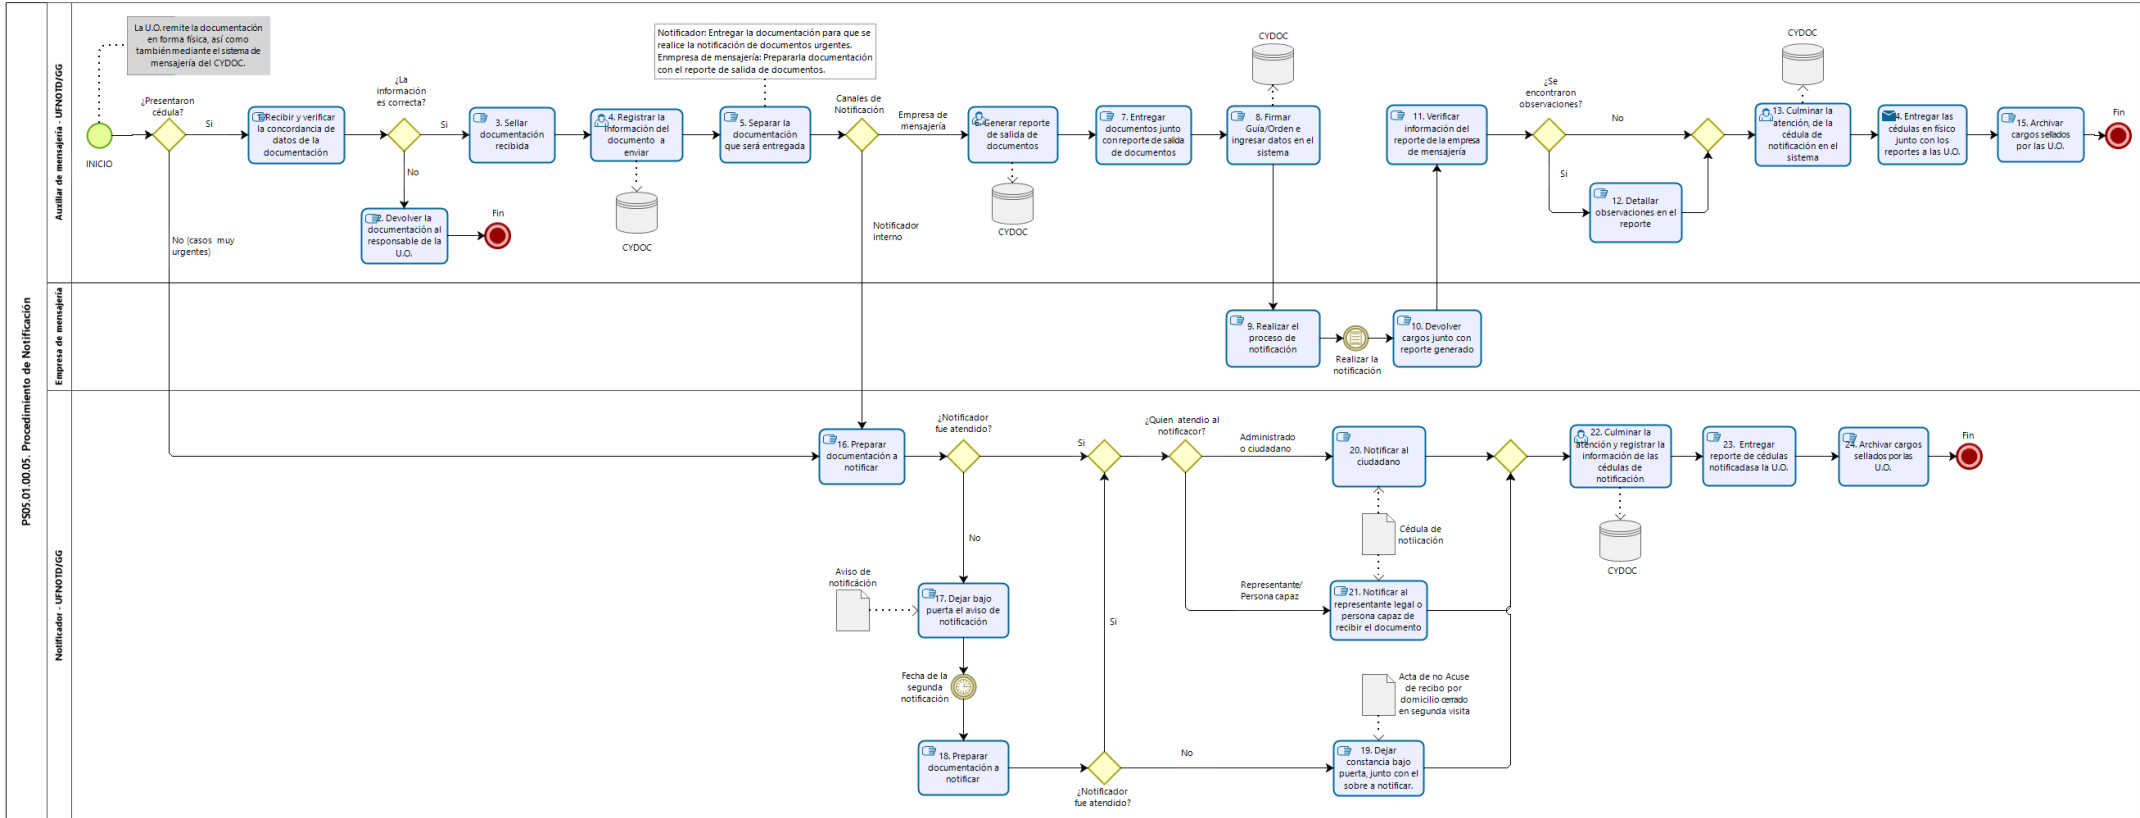 PS05.01.00.05. Procedimiento de Notificación
Auxiliar de mensajería - UFNOTD/GG
La U.O. remite la documentación
en forma física, así como
también mediante el sistema de
mensajería del CYDOC.
INICIO
¿Presentaron
cédula?
Si
No (casos muy
urgentes)
Recibir y verificar
la concordancia de
datos de la
documentación
¿La
información
es correcta?
Si
No
2. Devolver la
documentación al
responsable de la
U.O.
Fin
3. Sellar
documentación
recibida
4. Registrar la
información del
documento a
enviar
CYDOC
Notificador: Entregar la documentación para que se
realice la notificación de documentos urgentes.
Enmpresa de mensajería: Prepararla documentación
con el reporte de salida de documentos.
5. Separar la
documentación
que será entregada
Canales de
Notificación
Empresa de
mensajería
Notificador
interno
6. Generar reporte
de salida de
documentos
CYDOC
7. Entregar
documentos junto
con reporte de salida
de documentos
CYDOC
8. Firmar
Guía/Orden e
ingresar datos en el
sistema
11. Verificar
información del
reporte de la empresa
de mensajería
¿Se
encontraron
observaciones?
No
Si
12. Detallar
observaciones en el
reporte
CYDOC
13. Culminar la
atención, de la
cédula de
notificación en el
sistema
4. Entregar las
cédulas en físico
junto con los
reportes a las U.O.
15. Archivar
cargos sellados
por las U.O.
Fin
Empresa de mensajería
9. Realizar el
proceso de
notificación
Realizar la
notificación
10. Devolver
cargos junto con
reporte generado
Notificador - UFNOTD/GG
16. Preparar
documentación a
notificar
¿Notificador
fue atendido?
Si
No
Aviso de
notificáción
17. Dejar bajo
puerta el aviso de
notificación
Fecha de la
segunda
notificación
18. Preparar
documentación a
notificar
¿Notificador
fue atendido?
Si
No
¿Quien atendio al
notificacor?
Administrado
o ciudadano
Representante/
Persona capaz
20. Notificar al
ciudadano
Cédula de
notiicación
21. Notificar al
representante legal o
persona capaz de
recibir el documento
Acta de no Acuse
de recibo por
domicilio cerrado
en segunda visita
19. Dejar
constancia bajo
puerta, junto con el
sobre a notificar.
22. Culminar la
atención y registrar la
información de las
cédulas de
notificación
CYDOC
23. Entregar
reporte de cédulas
notificadasa la U.O.
24. Archivar cargos
sellados por las
U.O.
Fin